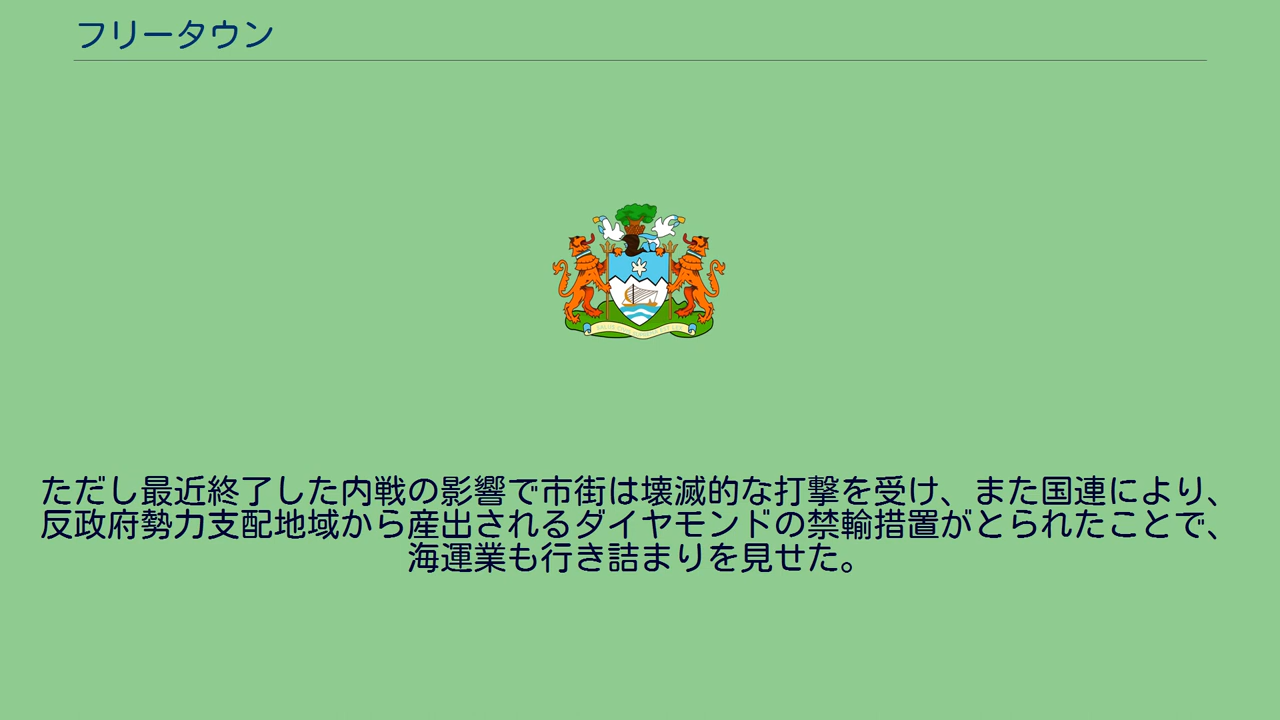 フリータウン
ただし最近終了した内戦の影響で市街は壊滅的な打撃を受け、また国連により、
反政府勢力支配地域から産出されるダイヤモンドの禁輸措置がとられたことで、
海運業も行き詰まりを見せた。